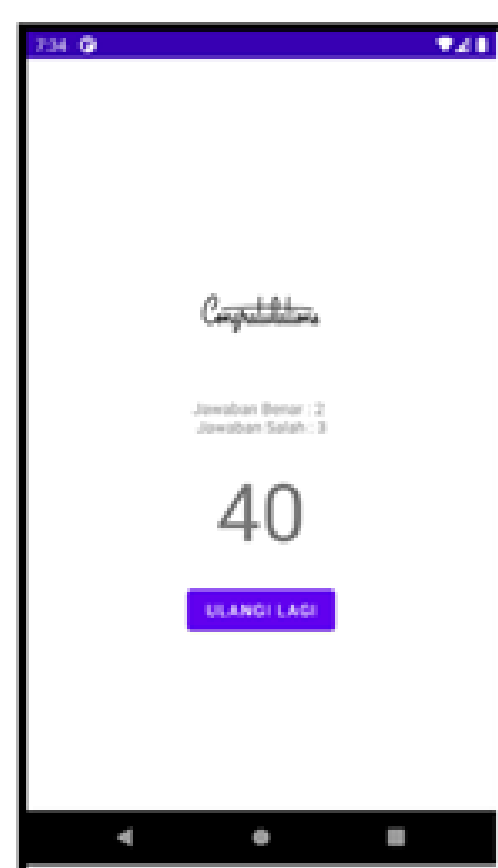 7:34
Congratulations
Jawaban Benar : 2
Jawaban Salah : 3
40
ULANGI LAGI